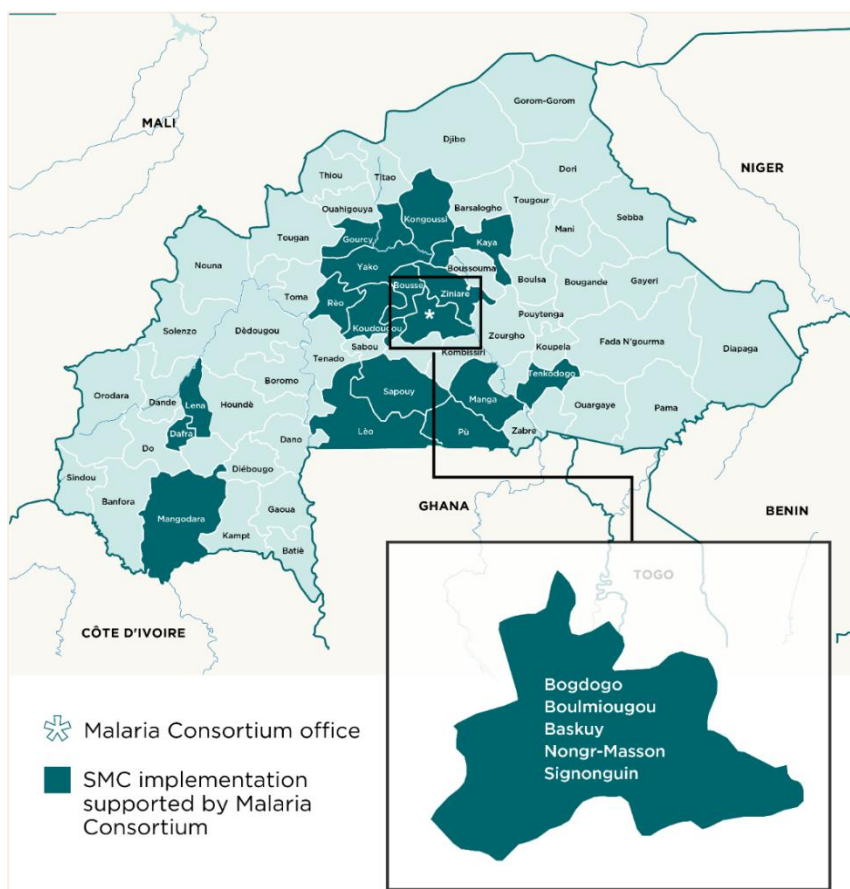 MALI
NIGER
Gorom-Gorom
Djibo
Dori
Thiou
Titao
Ouahigouya
Kongoussi
Barsalogho
Tougour
Sebba
Mani
Gourcy
Kaya
Tougan
Nouna
Yako
Boussouma
Boulsa
Bougande
Gayeri
Bousse
Ziniare
Toma
Rèo
Pouytenga
Solenzo
Dèdougou
Koudougou
Zourgho
Koupela
Fada N'gourma
Diapaga
Sabou
Kombissiri
Tenado
Tenkodogo
Boromo
Orodara
Dande
Lena
Houndè
Sapouy
Manga
Ouargaye
Pama
Dafra
Dano
Lèo
Pù
Zabre
Do
Diébougo
Sindou
Banfora
Mangodara
Gaoua
Kampt
Batiè
GHANA
BENIN
TOGO
CÔTE D'IVOIRE
Bogdogo
Boulmiougou
Baskuy
Nongr-Masson
Signonguin
Malaria Consortium office
SMC implementation
supported by Malaria
Consortium